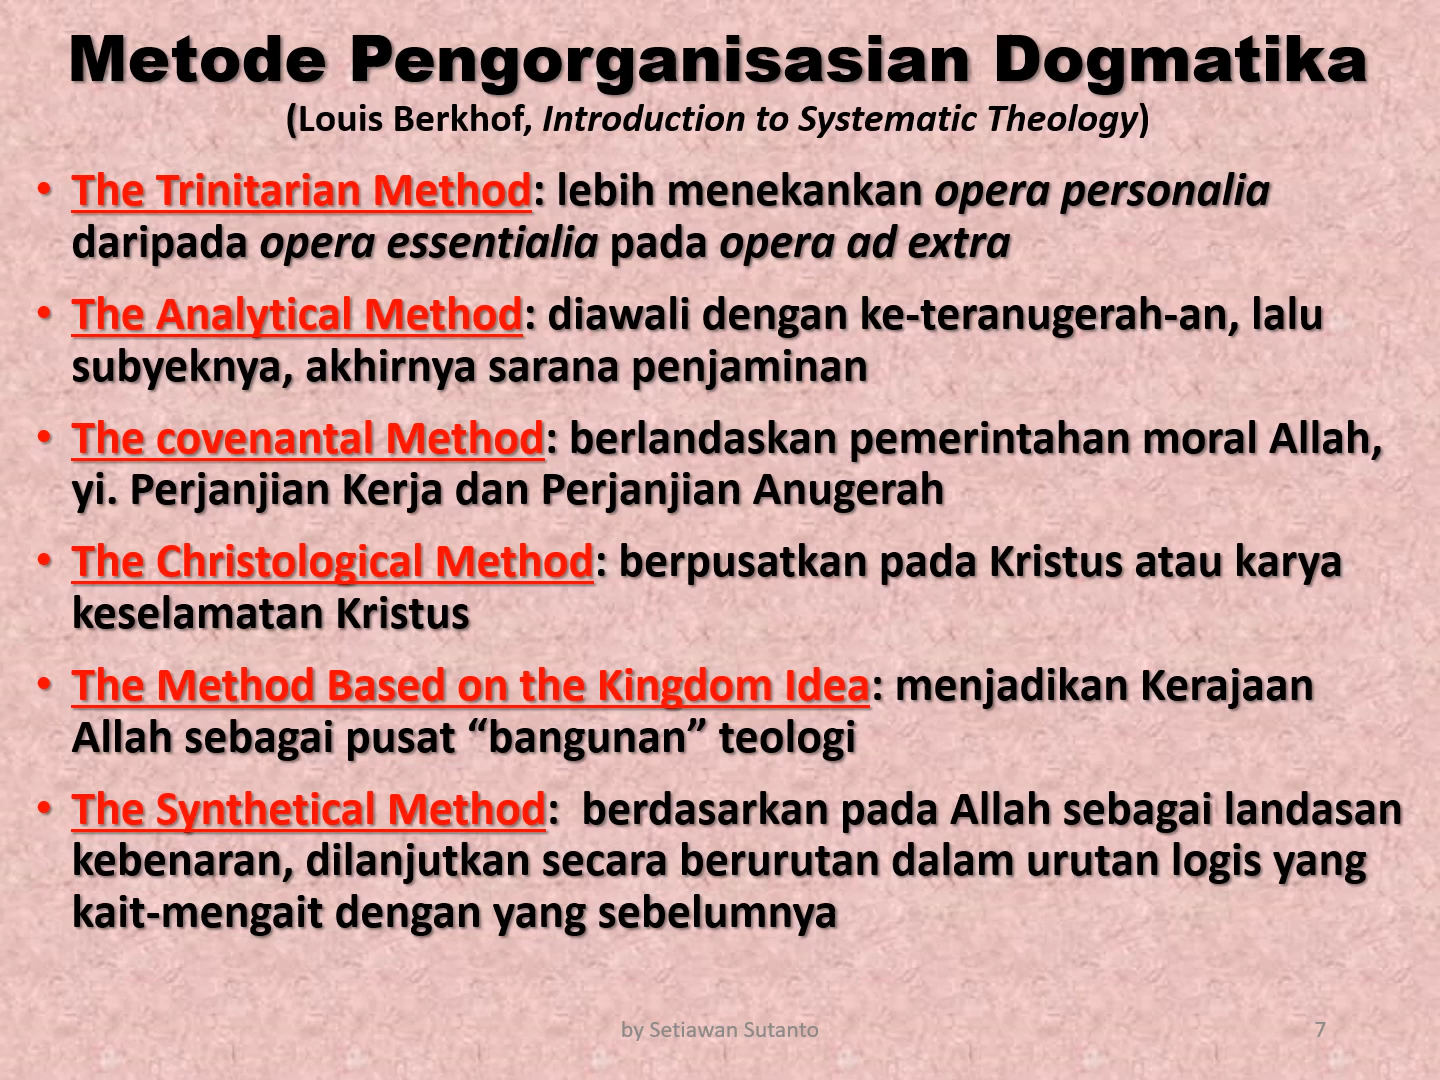 Metode Pengorganisasian Dogmatika
(Louis Berkhof, Introduction to Systematic Theology)
• The Trinitarian Method: lebih menekankan opera personalia
daripada opera essentialia pada opera ad extra
• The Analytical Method: diawali dengan ke-teranugerah-an, lalu
subyeknya, akhirnya sarana penjaminan
• The covenantal Method: berlandaskan pemerintahan moral Allah,
yi. Perjanjian Kerja dan Perjanjian Anugerah
• The Christological Method: berpusatkan pada Kristus atau karya
keselamatan Kristus
• The Method Based on the Kingdom Idea: menjadikan Kerajaan
Allah sebagai pusat “bangunan” teologi
• The Synthetical Method:  berdasarkan pada Allah sebagai landasan
kebenaran, dilanjutkan secara berurutan dalam urutan logis yang
kait-mengait dengan yang sebelumnya
by Setiawan Sutanto
7